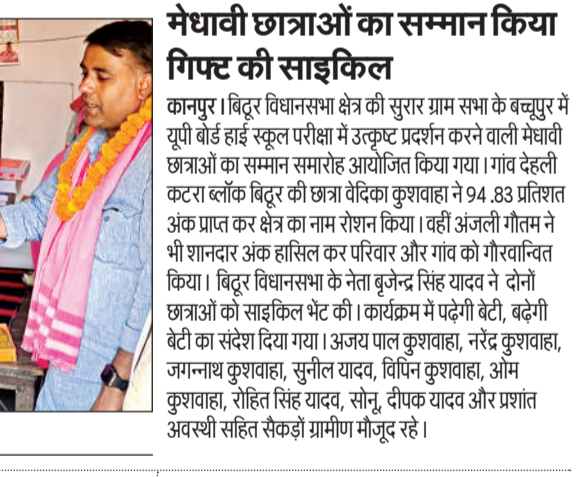 मेधावी छात्राओं का सम्मान किया
गिफ्ट की साइकिल
कानपुर । बिठूर विधानसभा क्षेत्र की सुरार ग्राम सभा के बच्चूपुर में
यूपी बोर्ड हाई स्कूल परीक्षा में उत्कृष्ट प्रदर्शन करने वाली मेधावी
छात्राओं का सम्मान समारोह आयोजित किया गया । गांव देहली
कटरा ब्लॉक बिठूर की छात्रा वेदिका कुशवाहा ने 94 .83 प्रतिशत
अंक प्राप्त कर क्षेत्र का नाम रोशन किया । वहीं अंजली गौतम ने
भी शानदार अंक हासिल कर परिवार और गांव को गौरवान्वित
किया । बिठूर विधानसभा के नेता बृजेन्द्र सिंह यादव ने दोनों
छात्राओं को साइकिल भेंट की । कार्यक्रम में पढ़ेगी बेटी, बढ़ेगी
बेटी का संदेश दिया गया । अजय पाल कुशवाहा, नरेंद्र कुशवाहा,
जगन्नाथ कुशवाहा, सुनील यादव, विपिन कुशवाहा, ओम
कुशवाहा, रोहित सिंह यादव, सोनू, दीपक यादव और प्रशांत
अवस्थी सहित सैकड़ों ग्रामीण मौजूद रहे ।